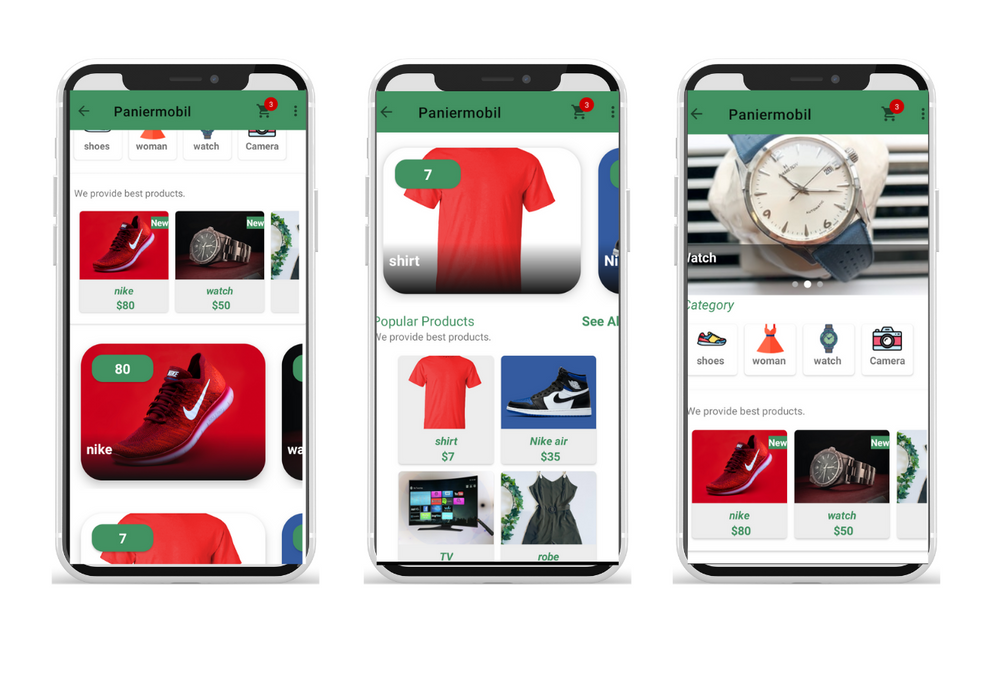 Paniermobil
3
shoes
woman
watch
Camera
We provide best products.
New
New
nike
watch
$80
$50
80
nike
wa
7
Paniermobil
3
7
shirt
Ni
Popular Products
See Al
We provide best products.
shirt
Nike air
$7
$35
TV
robe
Paniermobil
3
Watch
Category
shoes
woman
watch
Camera
We provide best products.
New
New
nike
watch
$80
$50